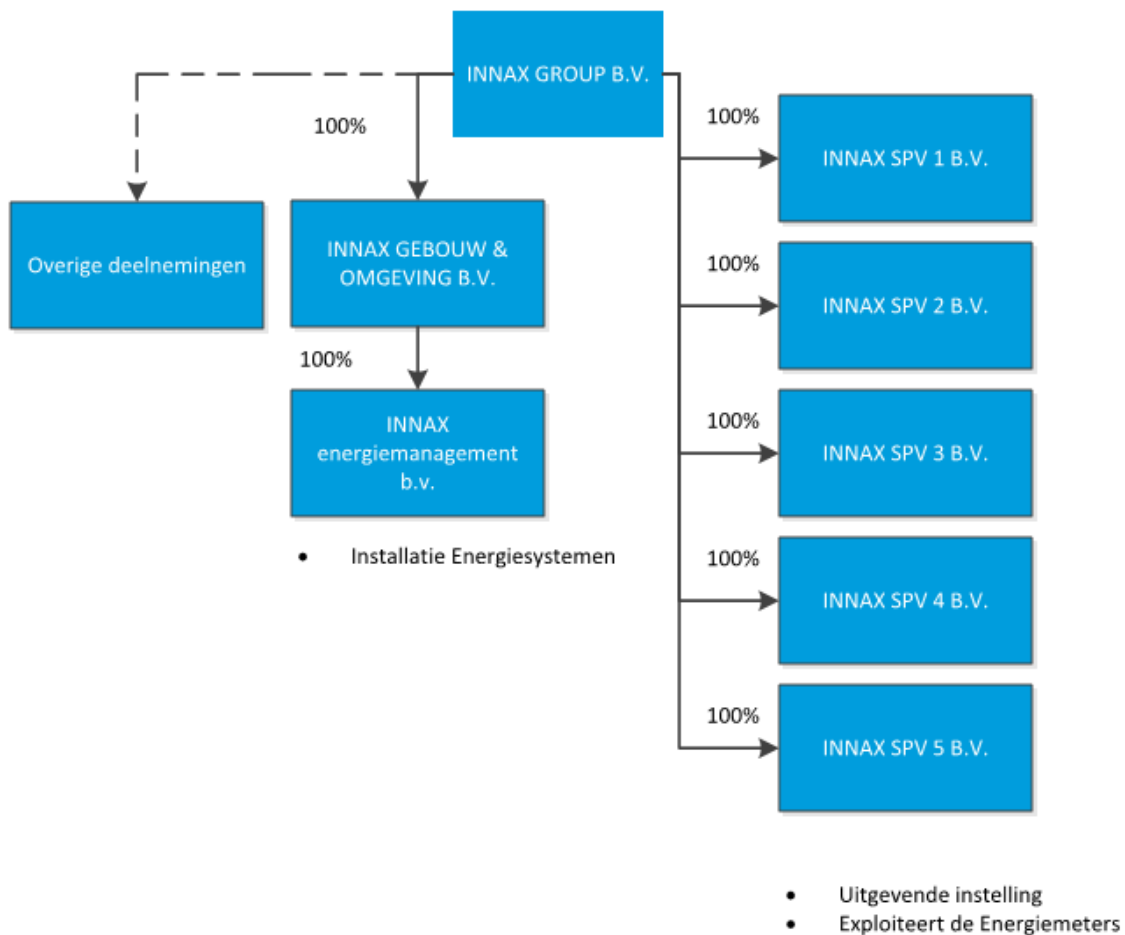 INNAX GROUP B.V.
100%
100%
INNAX SPV 1 B.V.
Overige deelnemingen
INNAX GEBOUW &
OMGEVING B.V.
100%
INNAX SPV 2 B.V.
100%
INNAX
energiemanagement
b.v.
100%
INNAX SPV 3 B.V.
• Installatie Energiesystemen
100%
INNAX SPV 4 B.V.
100%
INNAX SPV 5 B.V.
• Uitgevende instelling
• Exploiteert de Energiemeters